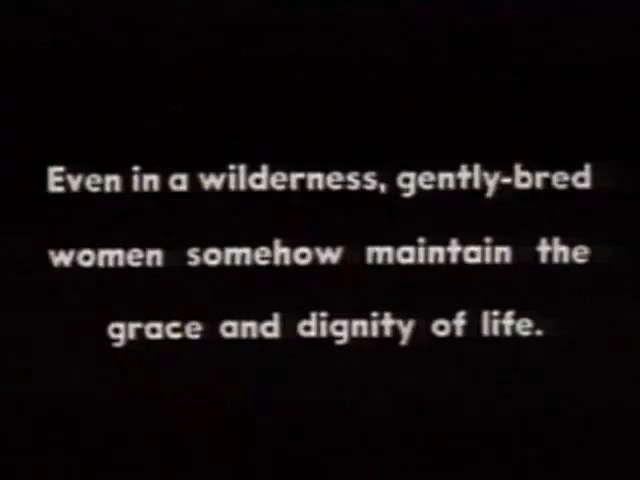 Even in a wilderness, gently-bred
women somehow maintain the
grace and dignity of life.